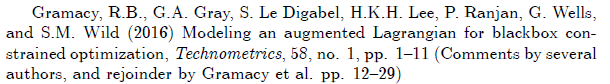 Gramacy, R.B., G.A. Gray, S. Le Digabel, H.K.H. Lee, P. Ranjan, G. Wells,
and S.M. Wild (2016) Modeling an augmented Lagrangian for blackbox con-
strained optimization, Technometrics, 58, no. 1, pp. 1–11 (Comments by several
authors, and rejoinder by Gramacy et al. pp. 12–29)